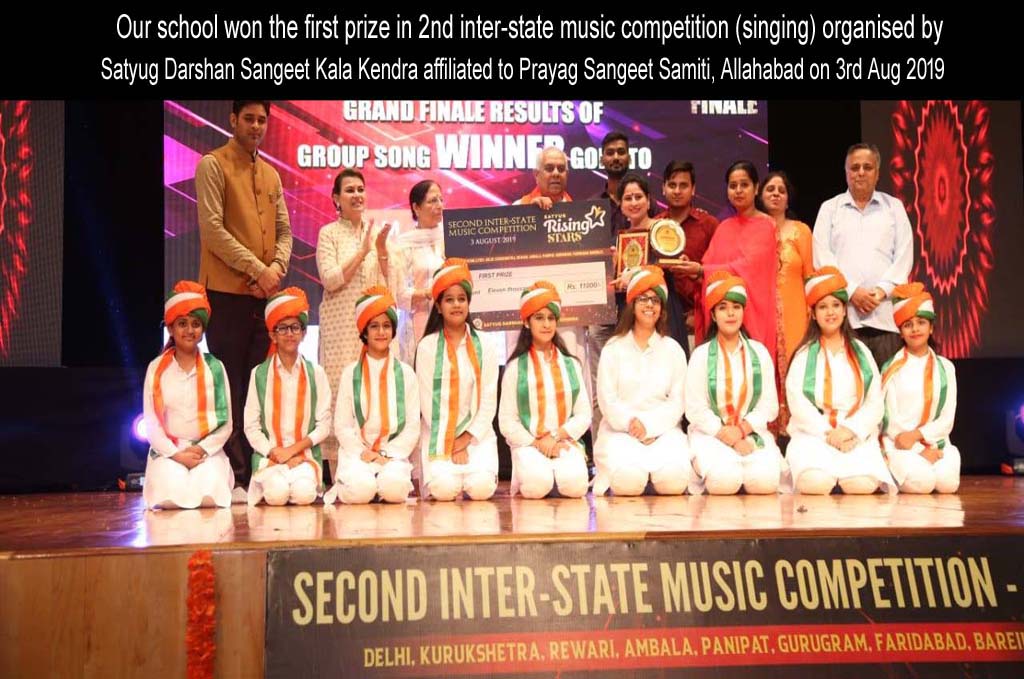 Our school won the first prize in 2nd inter-state music competition (singing) organised by
Satyug Darshan Sangeet Kala Kendra affiliated to Prayag Sangeet Samiti, Allahabad on 3rd Aug 2019
GRAND FINALE RESULTS OF
FINALE
GROUP SONG WINNER TO
SECOND INTER-STATE
MUSIC COMPETITION
3 AUGUST 2019
SATYUG
Rising
STARS
FIRST PRIZE
Eleven Rs. 11000/-
SECOND INTER-STATE MUSIC COMPETITION -
DELHI, KURUKSHETRA, REWARI, AMBALA, PANIPAT, GURUGRAM, FARIDABAD,